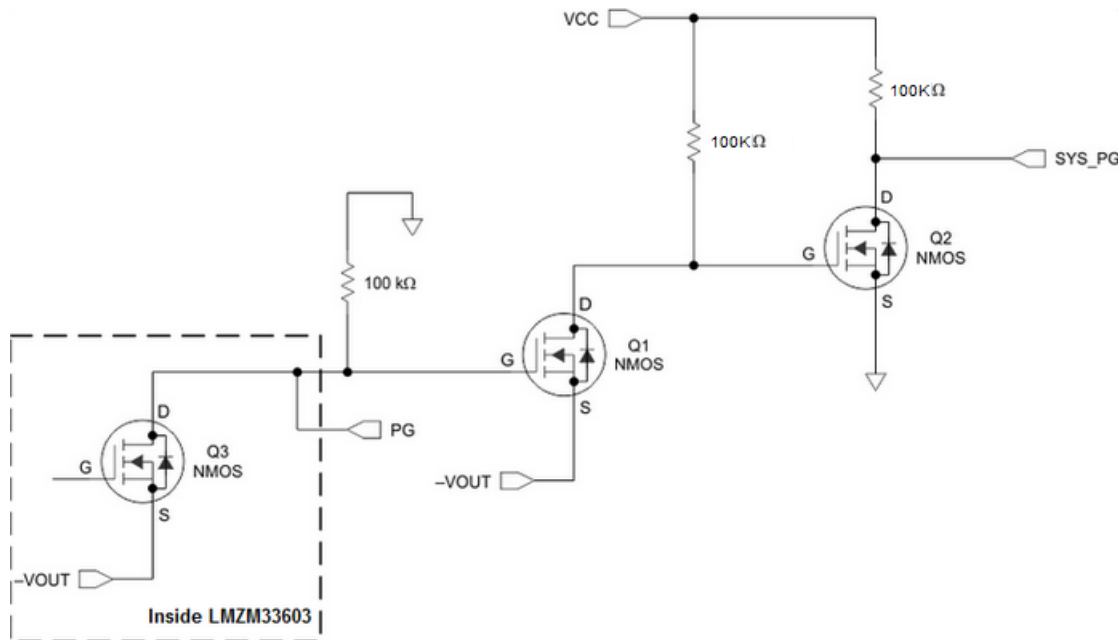 VCC
100KΩ
100KΩ
SYS_PG
D
G
Q2
NMOS
S
100 kΩ
D
G
Q1
NMOS
S
PG
–VOUT
D
G
Q3
NMOS
S
–VOUT
Inside LMZM33603